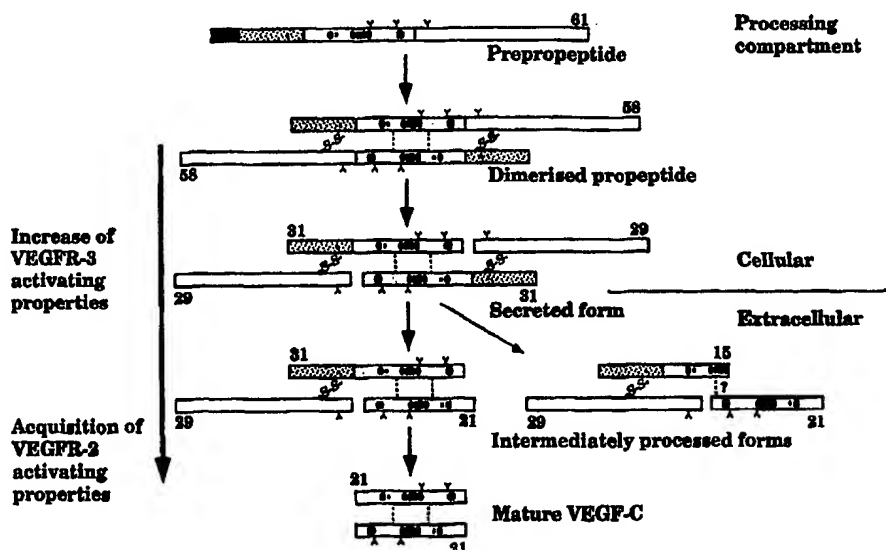 61
Prepropeptide
Processing
compartment
58
58
Dimerised propeptide
Increase of
VEGFR-3
activating
properties
31
29
29
31
Secreted form
Cellular
Extracellular
31
29
21
15
?
29
21
Intermediately processed forms
Acquisition of
VEGFR-2
activating
properties
21
21
Mature VEGF-C